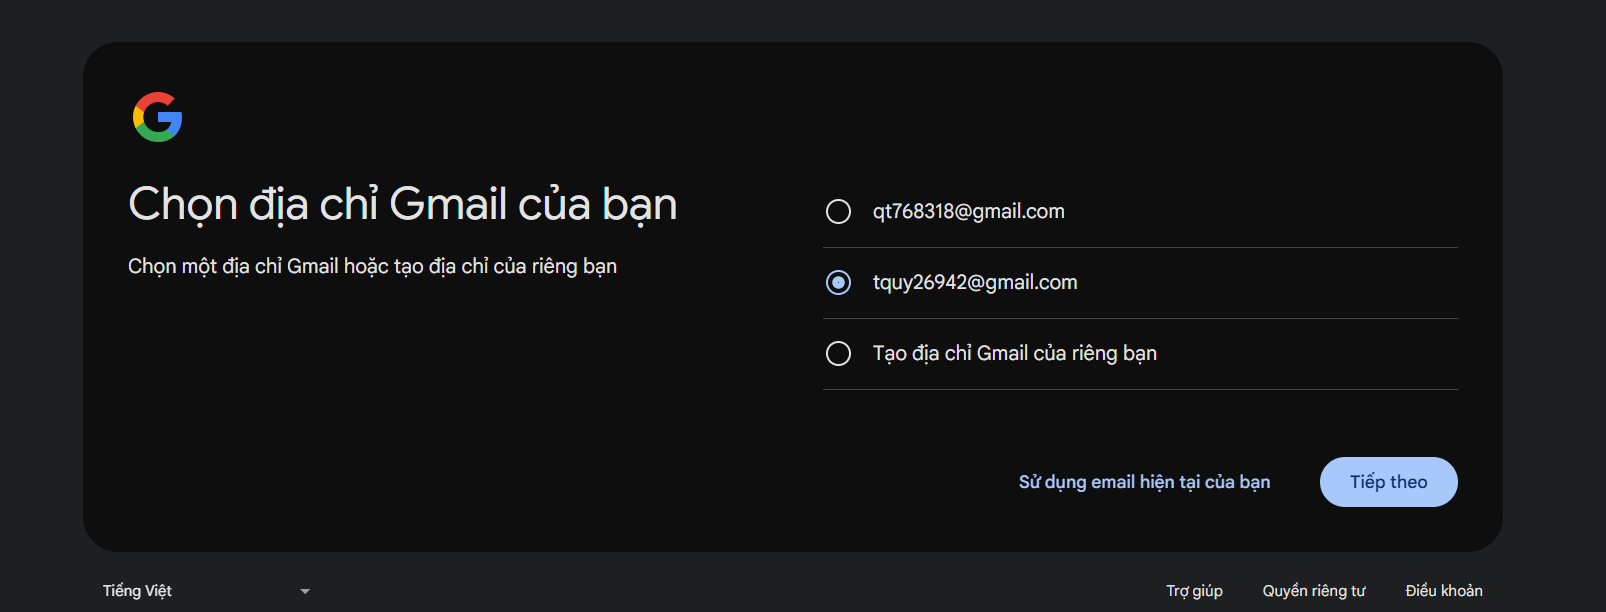 Chọn địa chỉ Gmail của bạn
Chọn một địa chỉ Gmail hoặc tạo địa chỉ của riêng bạn
qt768318@gmail.com
tquy26942@gmail.com
Tạo địa chỉ Gmail của riêng bạn
Sử dụng email hiện tại của bạn
Tiếp theo
Tiếng Việt
Trợ giúp
Quyền riêng tư
Điều khoản